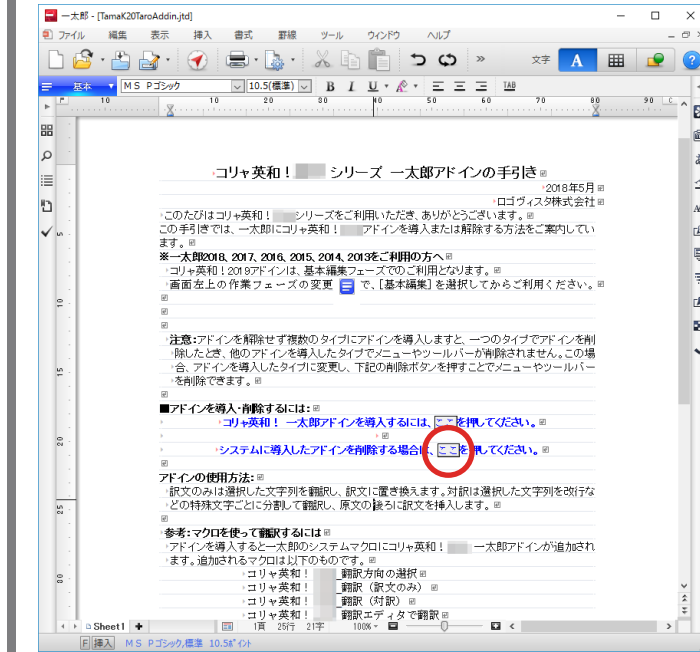 一太郎 - [TamaK20TaroAddin.jtd]
ファイル 編集 表示 挿入 書式 罫線 ツール ウィンドウ ヘルプ
文字 A
基本 ＭＳ Ｐゴシック 10.5(標準) B I U TAB
10 10 20 30 40 50 60 70 80 90
コリャ英和！ シリーズ 一太郎アドインの手引き
2018年5月
ロゴヴィスタ株式会社
このたびはコリャ英和！ シリーズをご利用いただき、ありがとうございます。
この手引きでは、一太郎にコリャ英和！ アドインを導入または解除する方法をご案内してい
ます。
※一太郎2018、2017、2016、2015、2014、2013をご利用の方へ
コリャ英和！2019アドインは、基本編集フェーズでのご利用となります。
画面左上の作業フェーズの変更 で、［基本編集］を選択してからご利用ください。
注意：アドインを解除せず複数のタイプにアドインを導入しますと、一つのタイプでアドインを削
除したとき、他のアドインを導入したタイプでメニューやツールバーが削除されません。この場
合、アドインを導入したタイプに変更し、下記の削除ボタンを押すことでメニューやツールバー
を削除できます。
■アドインを導入・削除するには：
コリャ英和！ 一太郎アドインを導入するには、ここを押してください。
システムに導入したアドインを削除する場合は、ここを押してください。
アドインの使用方法：
訳文のみは選択した文字列を翻訳し、訳文に置き換えます。対訳は選択した文字列を改行な
どの特殊文字ごとに分割して翻訳し、原文の後ろに訳文を挿入します。
参考：マクロを使って翻訳するには
アドインを導入すると一太郎のシステムマクロにコリャ英和！ 一太郎アドインが追加され
ます。追加されるマクロは以下のものです。
コリャ英和！ _翻訳方向の選択
コリャ英和！ _翻訳（訳文のみ）
コリャ英和！ _翻訳（対訳）
コリャ英和！ _翻訳エディタで翻訳
Sheet1 1頁 25行 21字 100%
F 挿入 ＭＳ Ｐゴシック,標準 10.5ﾎﾟｲﾝﾄ